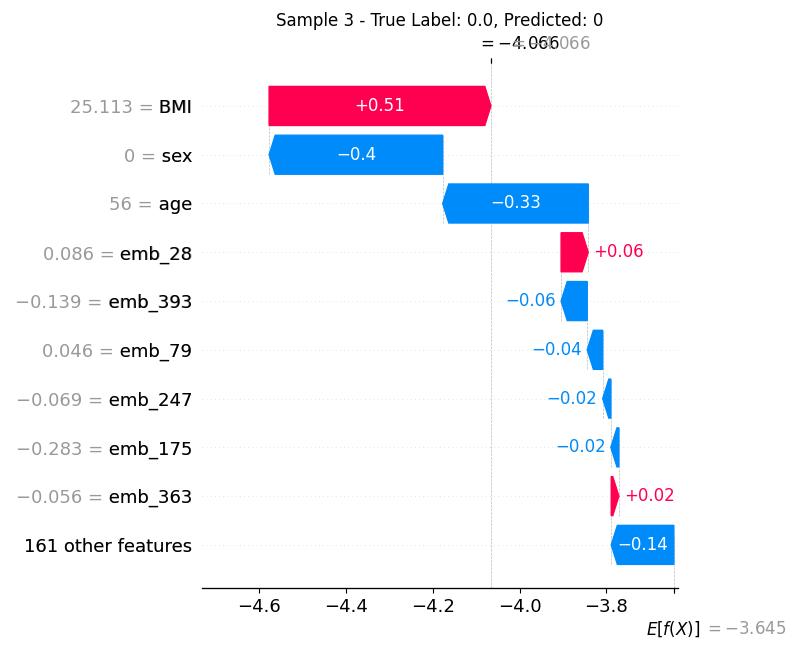 Sample 3 - True Label: 0.0, Predicted: 0
= −4.066
25.113 = BMI +0.51
0 = sex −0.4
56 = age −0.33
0.086 = emb_28 +0.06
−0.139 = emb_393 −0.06
0.046 = emb_79 −0.04
−0.069 = emb_247 −0.02
−0.283 = emb_175 −0.02
−0.056 = emb_363 +0.02
161 other features −0.14
−4.6 −4.4 −4.2 −4.0 −3.8
E[f(X)] = −3.645